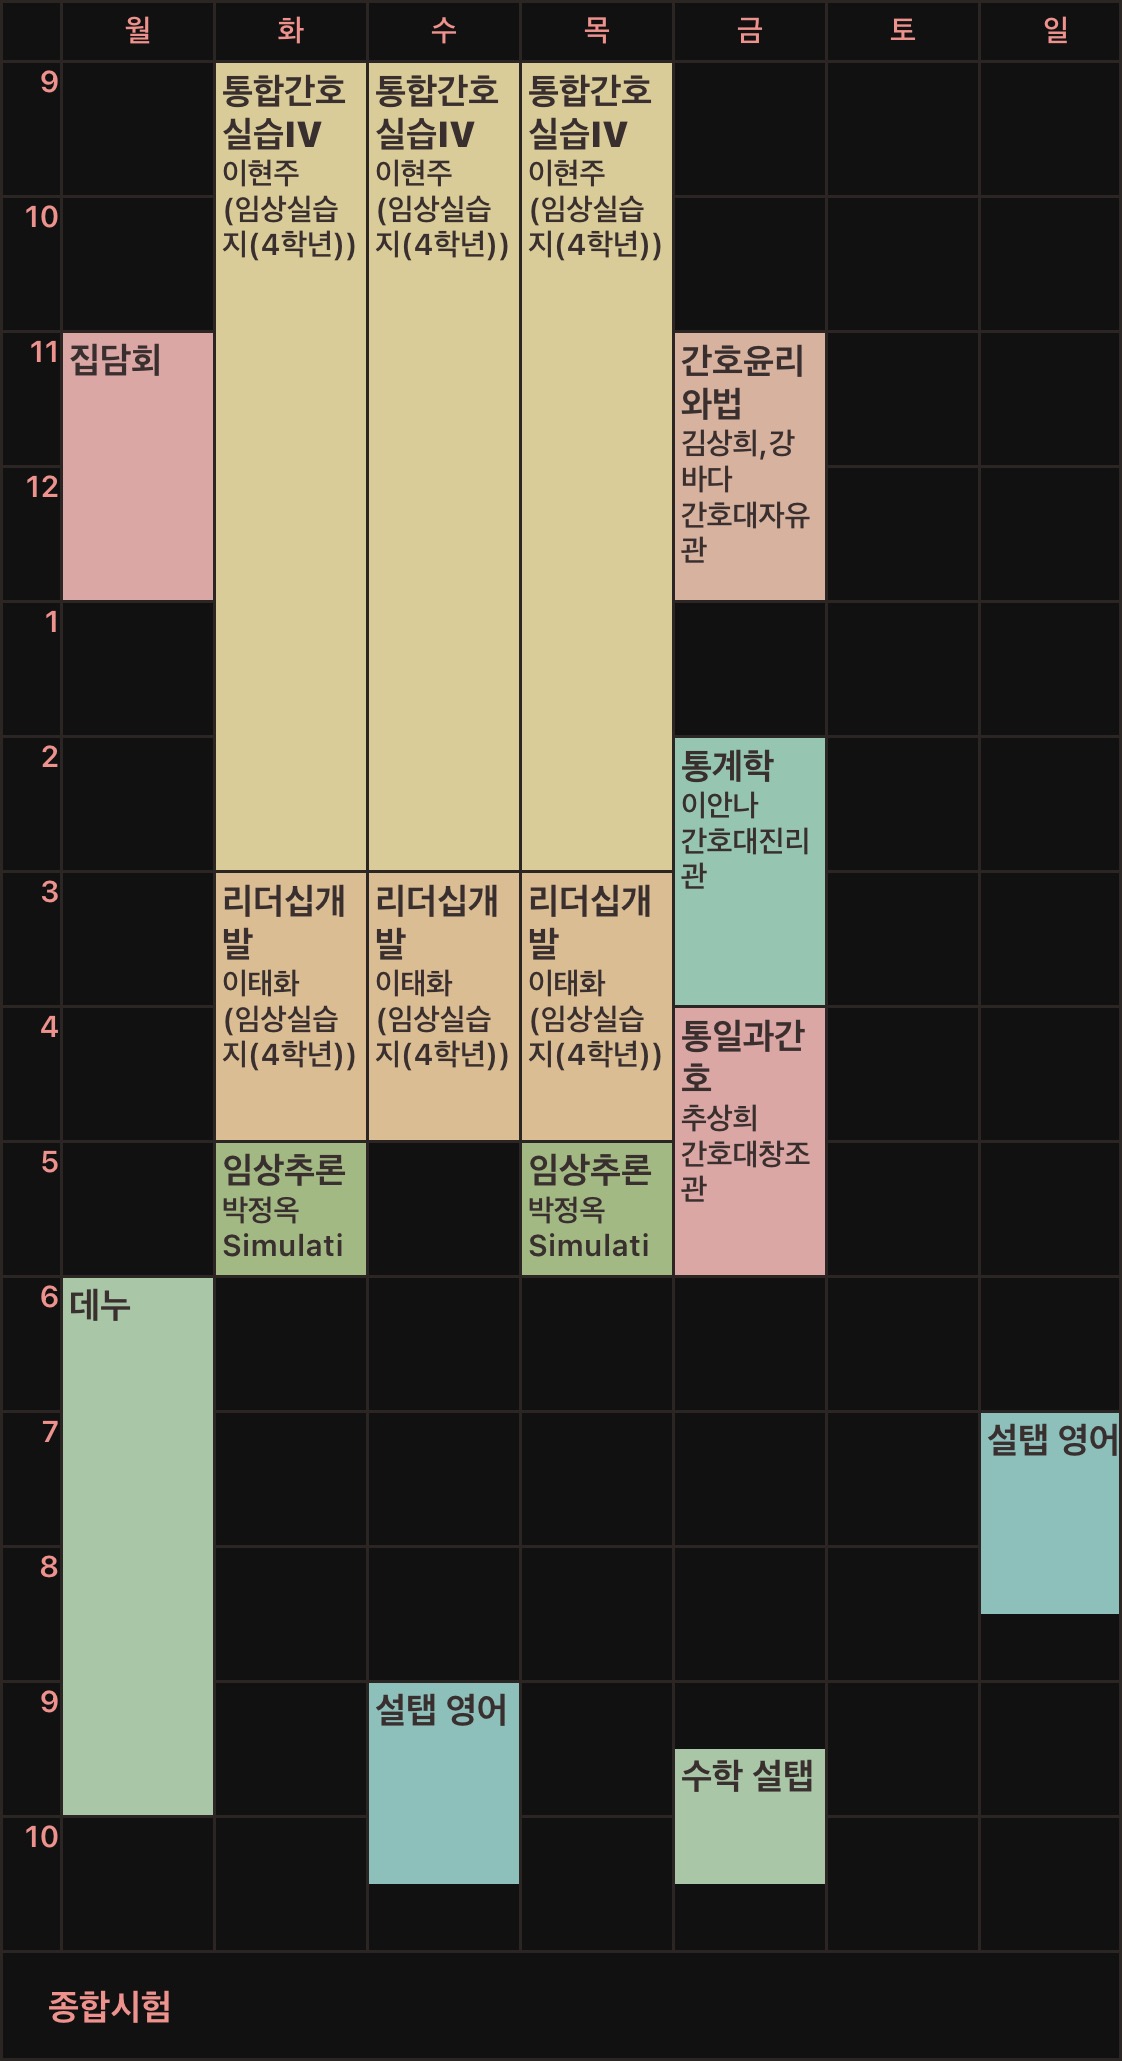 월 화 수 목 금 토 일
9
통합간호
실습IV
이현주
(임상실습
지(4학년))
통합간호
실습IV
이현주
(임상실습
지(4학년))
통합간호
실습IV
이현주
(임상실습
지(4학년))
10
11
집담회
간호윤리
와법
김상희,강
바다
간호대자유
관
12
1
2
통계학
이안나
간호대진리
관
3
리더십개
발
이태화
(임상실습
지(4학년))
리더십개
발
이태화
(임상실습
지(4학년))
리더십개
발
이태화
(임상실습
지(4학년))
4
통일과간
호
추상희
간호대창조
관
5
임상추론
박정옥
Simulati
임상추론
박정옥
Simulati
6
데누
7
설탭 영어
8
9
설탭 영어
수학 설탭
10
종합시험